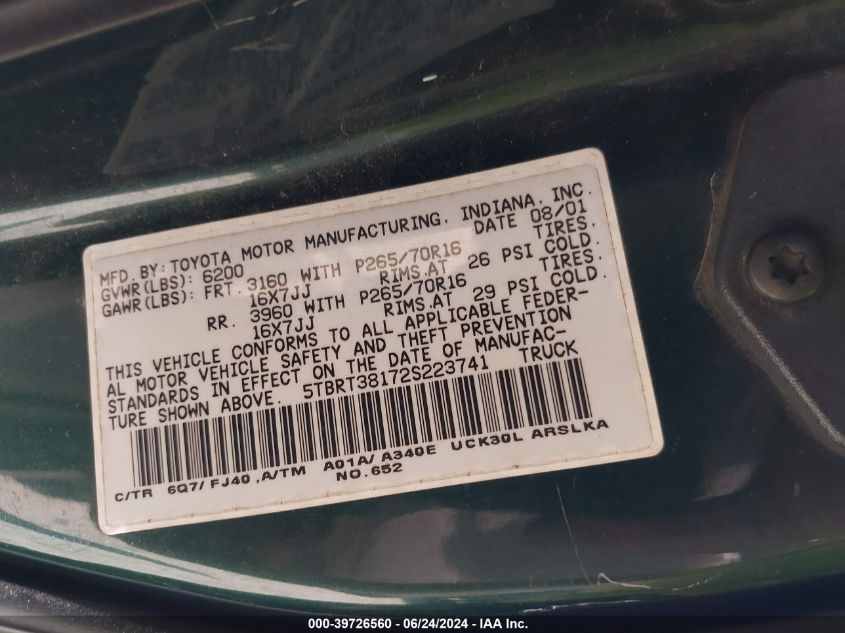 MFD. BY: TOYOTA MOTOR MANUFACTURING, INDIANA, INC.
GVWR(LBS): 6200 DATE 08/01
GAWR(LBS): FRT. 3160 WITH P265/70R16 TIRES,
16X7JJ RIMS,AT 26 PSI COLD.
RR. 3960 WITH P265/70R16 TIRES,
16X7JJ RIMS,AT 29 PSI COLD.
THIS VEHICLE CONFORMS TO ALL APPLICABLE FEDER-
AL MOTOR VEHICLE SAFETY AND THEFT PREVENTION
STANDARDS IN EFFECT ON THE DATE OF MANUFAC-
TURE SHOWN ABOVE. 5TBRT38172S223741 TRUCK
C/TR 6Q7/ FJ40 ,A/TM A01A/ A340E UCK30L ARSLKA
NO.652
000-39726560 - 06/24/2024 - IAA Inc.